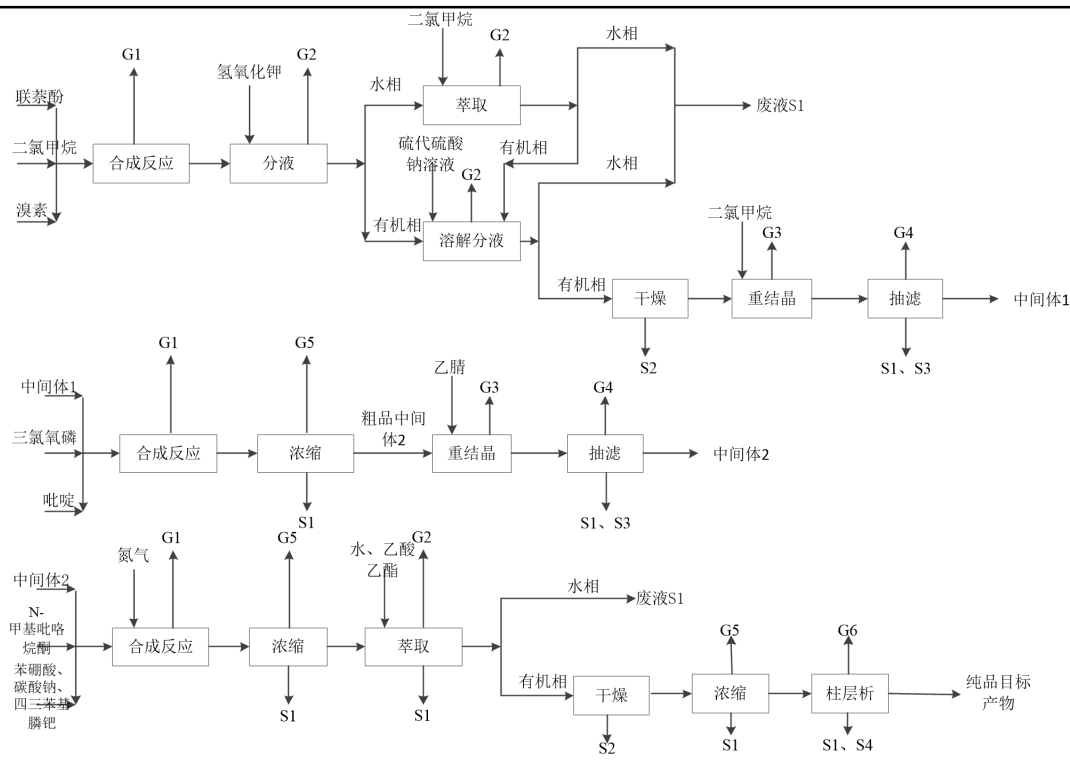 二氯甲烷
G2
水相
G1
G2
氢氧化钾
联萘酚
水相
萃取
废液S1
二氯甲烷
合成反应
分液
硫代硫酸
钠溶液
有机相
水相
G2
溴素
有机相
溶解分液
二氯甲烷
G3
G4
有机相
干燥
重结晶
抽滤
中间体1
S2
S1、S3
G1
G5
中间体1
乙腈
G3
G4
三氯氧磷
粗品中间
体2
合成反应
浓缩
重结晶
抽滤
中间体2
吡啶
S1
S1、S3
G1
G5
G2
氮气
水、乙酸
乙酯
中间体2
水相
废液S1
N-
甲基吡咯
烷酮
合成反应
浓缩
萃取
G5
G6
苯硼酸、
碳酸钠、
四三苯基
膦钯
有机相
干燥
浓缩
柱层析
纯品目标
产物
S1
S1
S2
S1
S1、S4